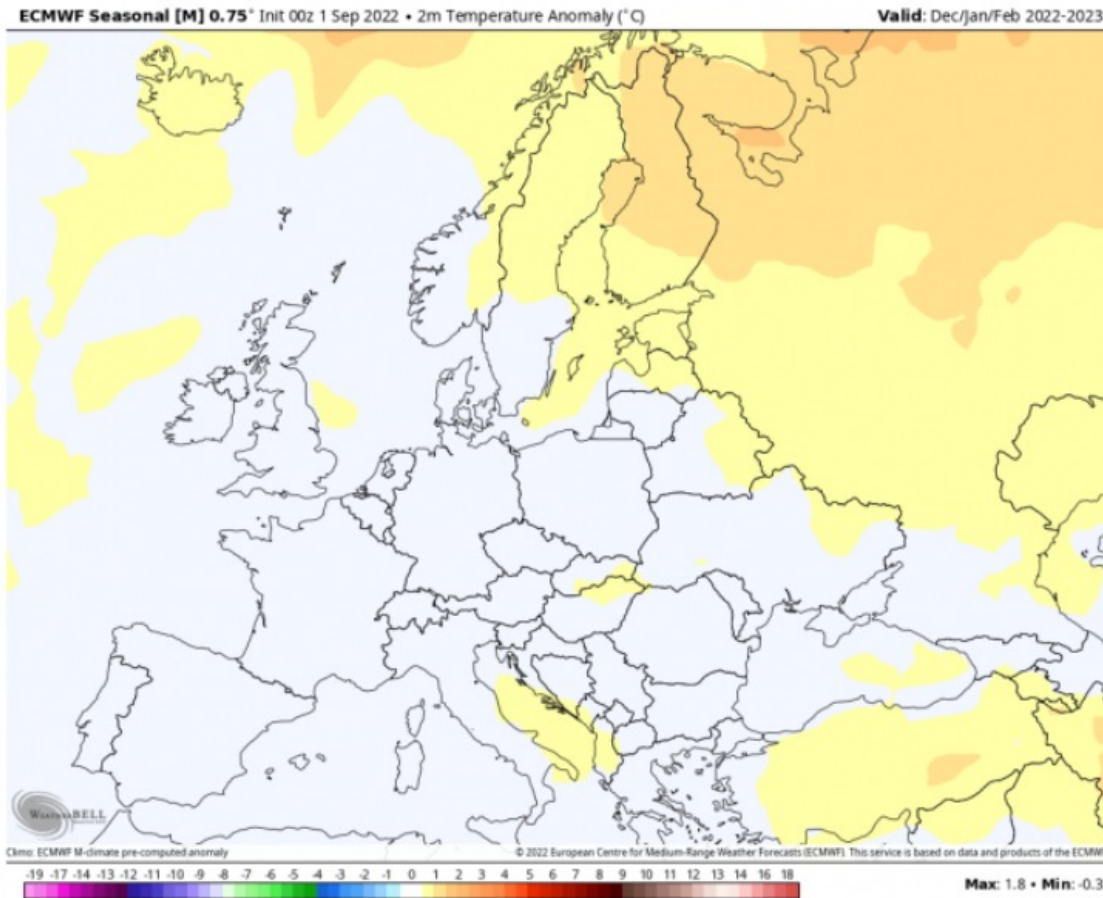 ECMWF Seasonal [M] 0.75° Init 00z 1 Sep 2022 • 2m Temperature Anomaly (°C) Valid: Dec/Jan/Feb 2022-2023
WEATHERBELL
Climo: ECMWF M-climate pre-computed anomaly © 2022 European Centre for Medium-Range Weather Forecasts (ECMWF). This service is based on data and products of the ECMWF
-19 -17 -14 -13 -12 -11 -10 -9 -8 -7 -6 -5 -4 -3 -2 -1 0 1 2 3 4 5 6 7 8 9 10 11 12 13 14 16 18
Max: 1.8 • Min: -0.3